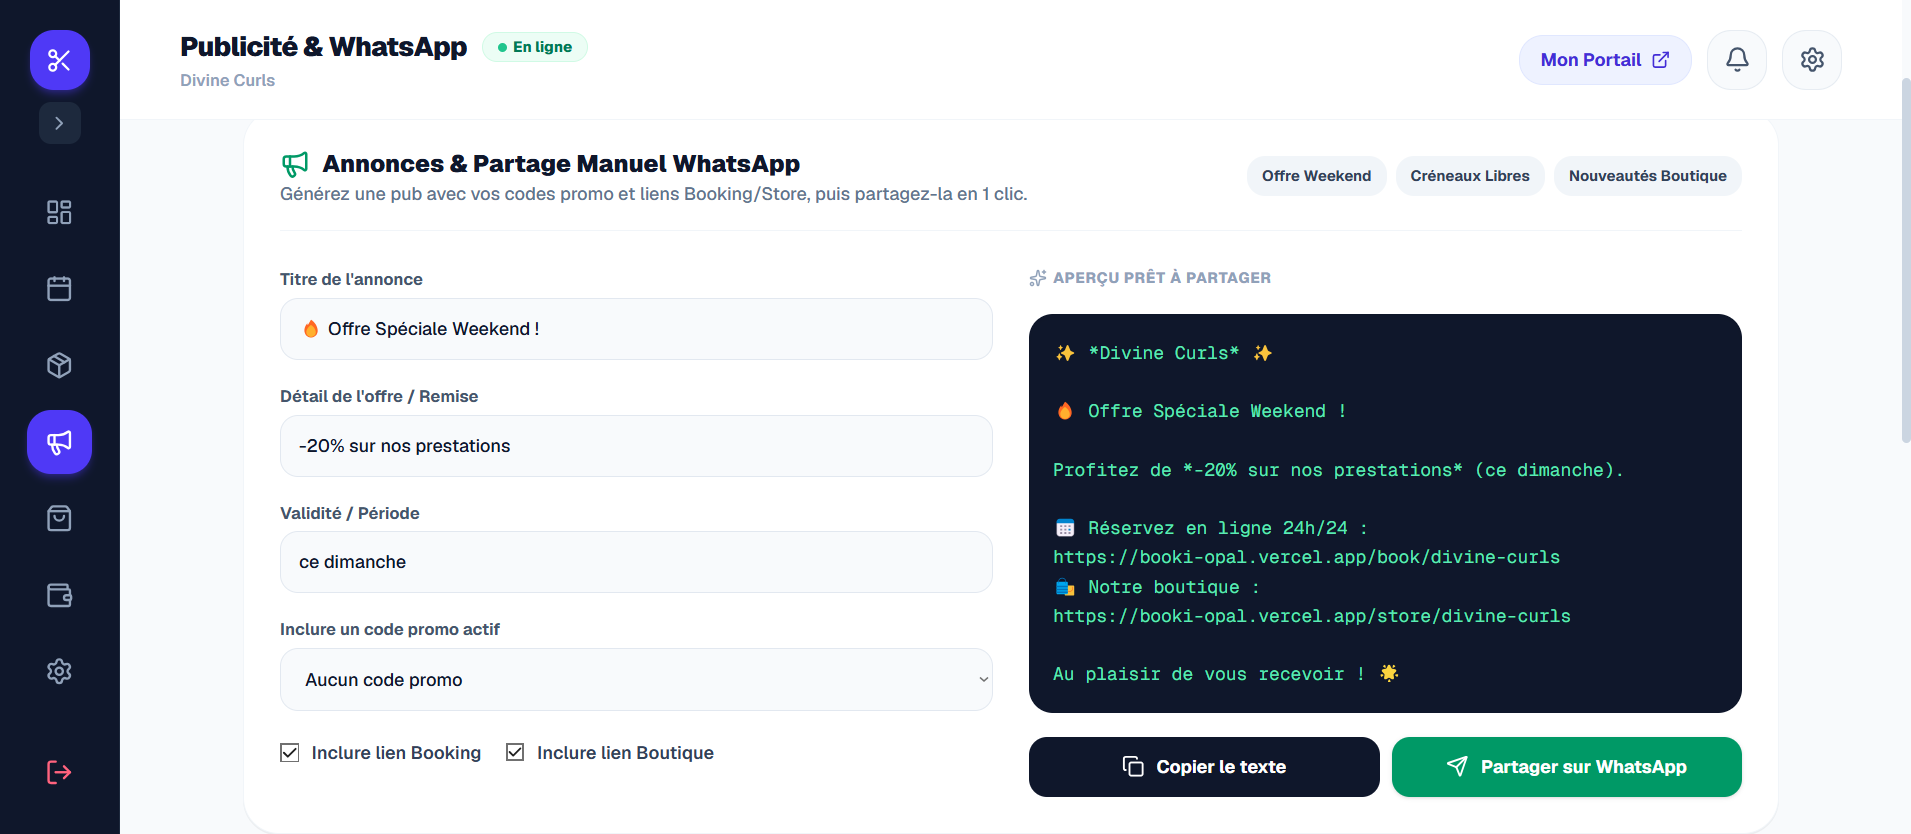 Publicité & WhatsApp
En ligne
Divine Curls
Mon Portail
Annonces & Partage Manuel WhatsApp
Générez une pub avec vos codes promo et liens Booking/Store, puis partagez-la en 1 clic.
Offre Weekend
Créneaux Libres
Nouveautés Boutique
Titre de l'annonce
🔥 Offre Spéciale Weekend !
Détail de l'offre / Remise
-20% sur nos prestations
Validité / Période
ce dimanche
Inclure un code promo actif
Aucun code promo
Inclure lien Booking
Inclure lien Boutique
APERÇU PRÊT À PARTAGER
✨ *Divine Curls* ✨
🔥 Offre Spéciale Weekend !
Profitez de *-20% sur nos prestations* (ce dimanche).
📅 Réservez en ligne 24h/24 :
https://booki-opal.vercel.app/book/divine-curls
🛍️ Notre boutique :
https://booki-opal.vercel.app/store/divine-curls
Au plaisir de vous recevoir ! 🌟
Copier le texte
Partager sur WhatsApp